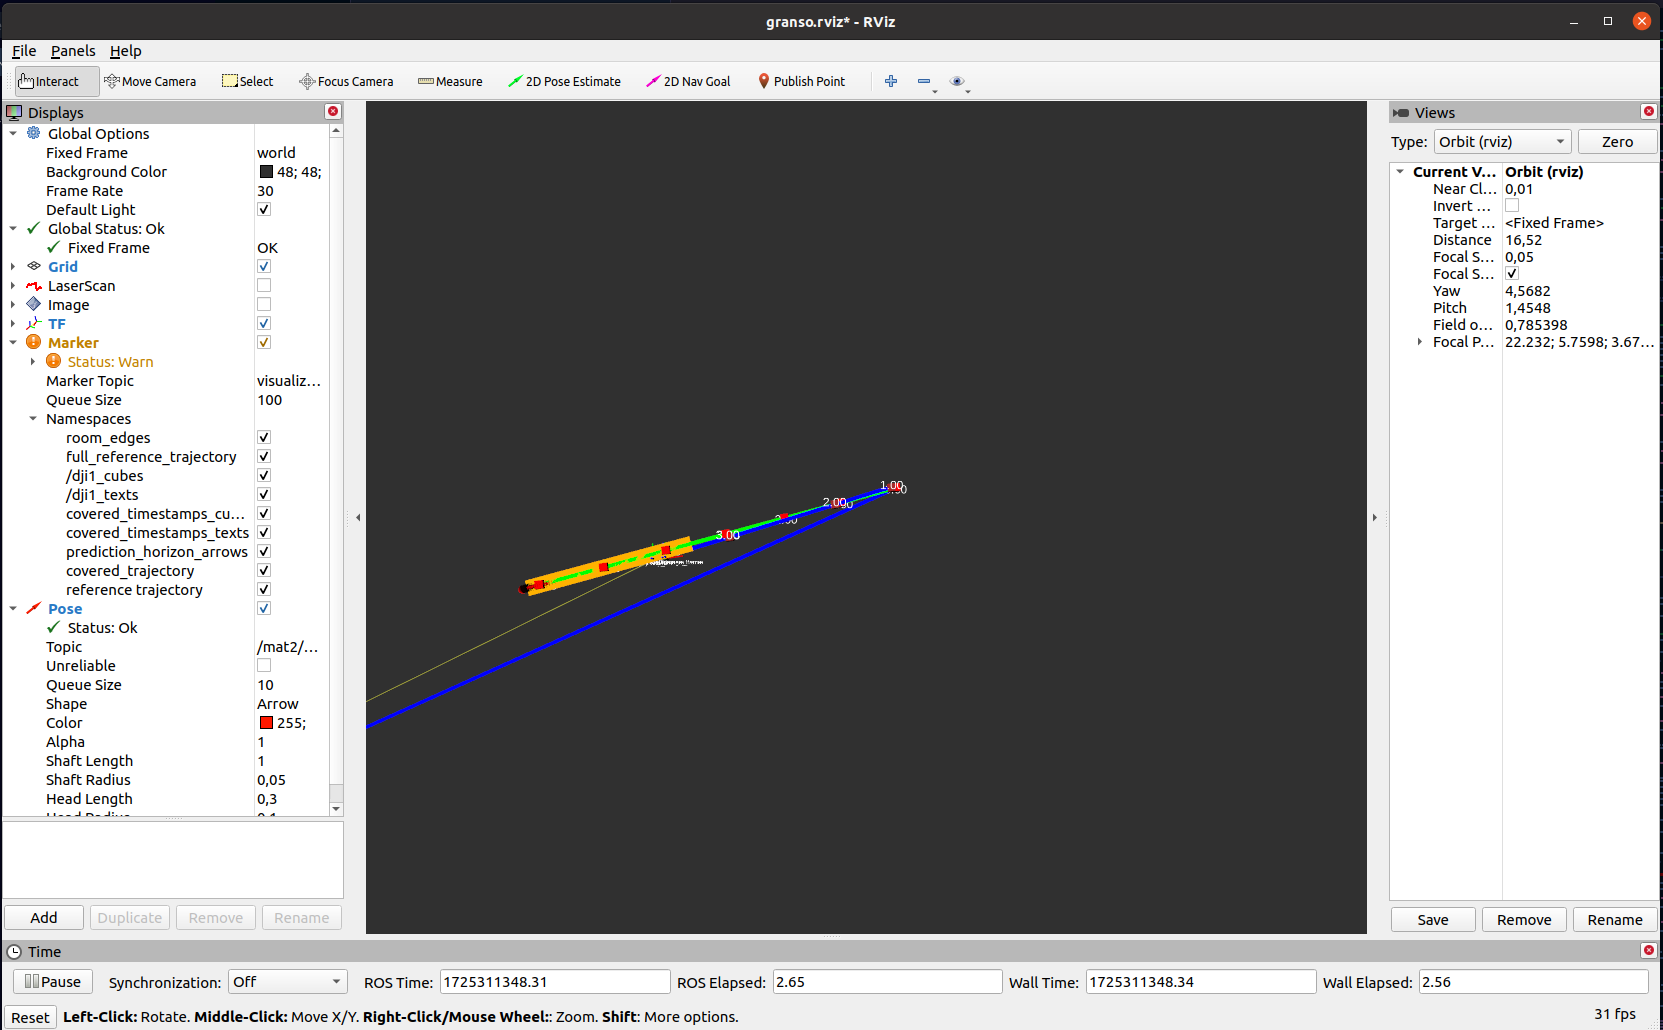 granso.rviz* - RViz
File Panels Help
Interact Move Camera Select Focus Camera Measure 2D Pose Estimate 2D Nav Goal Publish Point
Displays
Global Options
Fixed Frame world
Background Color 48; 48;
Frame Rate 30
Default Light
Global Status: Ok
Fixed Frame OK
Grid
LaserScan
Image
TF
Marker
Status: Warn
Marker Topic visualiz...
Queue Size 100
Namespaces
room_edges
full_reference_trajectory
/dji1_cubes
/dji1_texts
covered_timestamps_cu...
covered_timestamps_texts
prediction_horizon_arrows
covered_trajectory
reference trajectory
Pose
Status: Ok
Topic /mat2/...
Unreliable
Queue Size 10
Shape Arrow
Color 255;
Alpha 1
Shaft Length 1
Shaft Radius 0,05
Head Length 0,3
Add Duplicate Remove Rename
1.00
2.00
3.00
Views
Type: Orbit (rviz) Zero
Current V... Orbit (rviz)
Near Cl... 0,01
Invert ...
Target ... <Fixed Frame>
Distance 16,52
Focal S... 0,05
Focal S...
Yaw 4,5682
Pitch 1,4548
Field o... 0,785398
Focal P... 22.232; 5.7598; 3.67...
Save Remove Rename
Time
Pause Synchronization: Off ROS Time: 1725311348.31 ROS Elapsed: 2.65 Wall Time: 1725311348.34 Wall Elapsed: 2.56
Reset Left-Click: Rotate. Middle-Click: Move X/Y. Right-Click/Mouse Wheel:: Zoom. Shift: More options. 31 fps